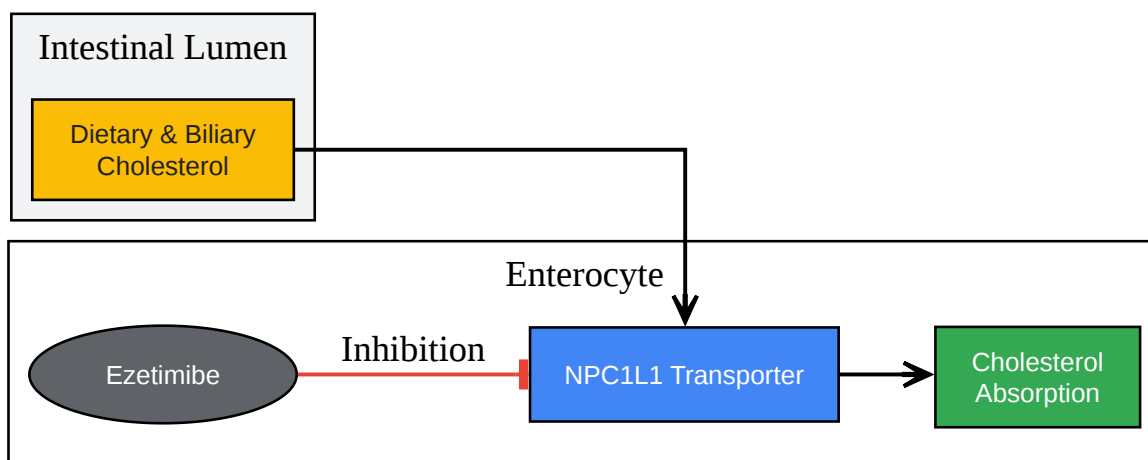 Intestinal Lumen
Dietary & Biliary
Cholesterol
Enterocyte
Ezetimibe
Inhibition
NPC1L1 Transporter
Cholesterol
Absorption